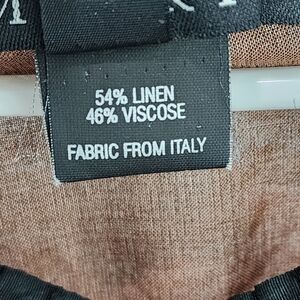 54% LINEN
46% VISCOSE
FABRIC FROM ITALY